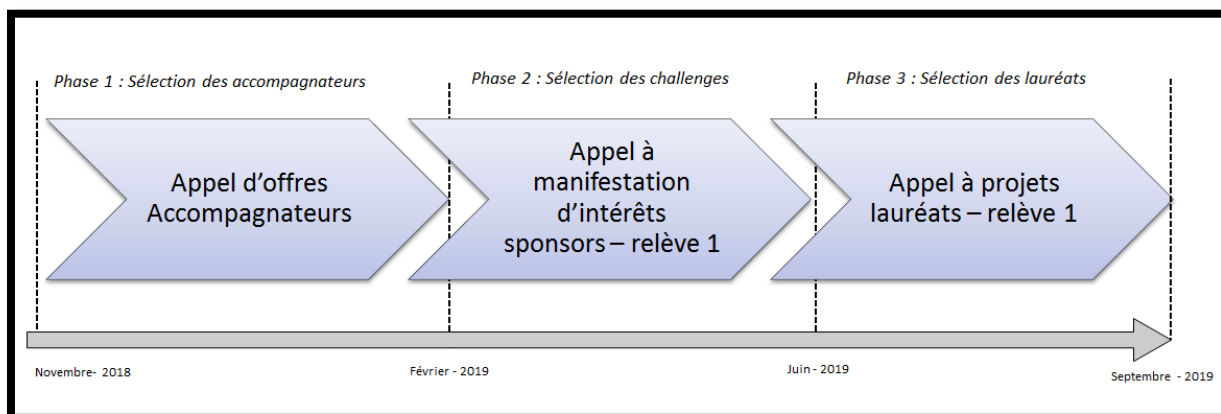 Phase 1 : Sélection des accompagnateurs
Phase 2 : Sélection des challenges
Phase 3 : Sélection des lauréats
Appel d’offres
Accompagnateurs
Appel à
manifestation
d’intérêts
sponsors – relève 1
Appel à projets
lauréats – relève 1
Novembre- 2018
Février - 2019
Juin - 2019
Septembre - 2019